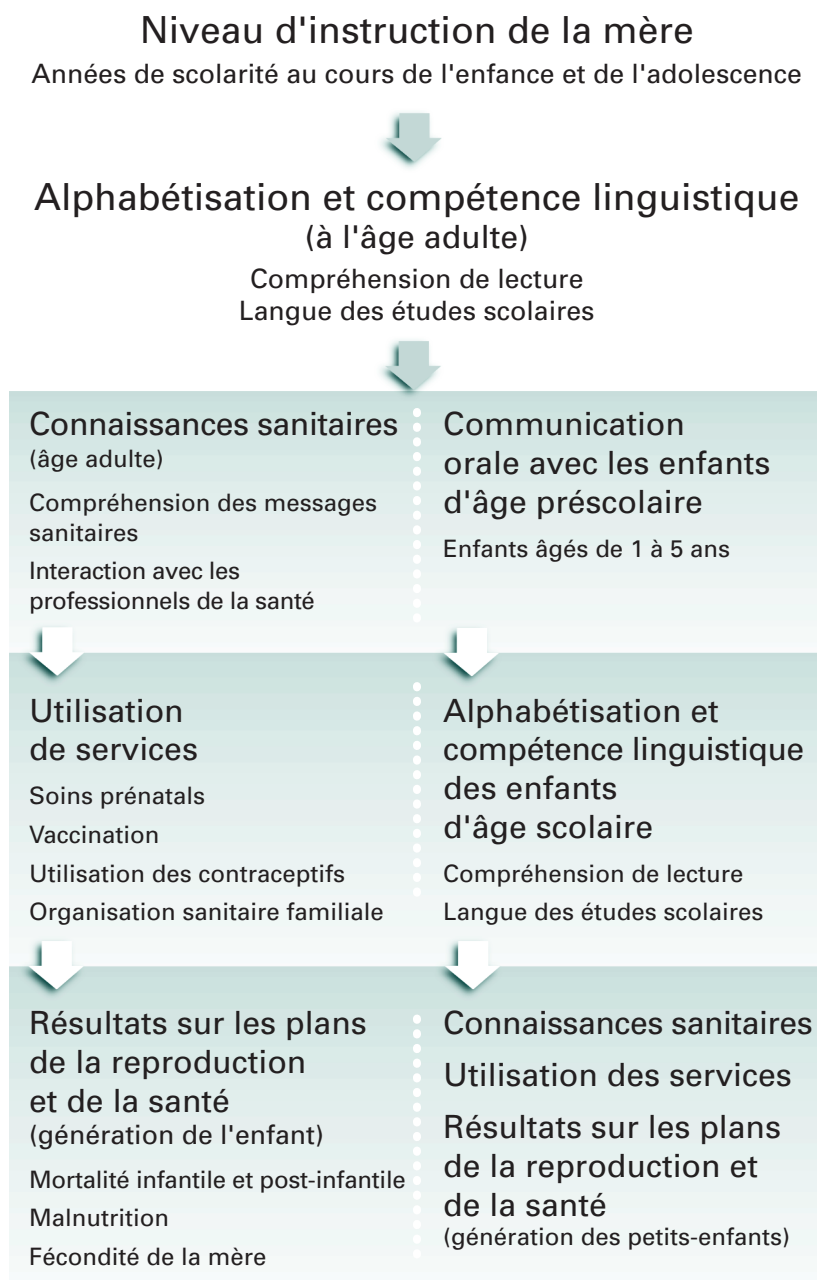 Niveau d'instruction de la mère
Années de scolarité au cours de l'enfance et de l'adolescence
Alphabétisation et compétence linguistique
(à l'âge adulte)
Compréhension de lecture
Langue des études scolaires
Connaissances sanitaires
(âge adulte)
Compréhension des messages
sanitaires
Interaction avec les
professionnels de la santé
Communication
orale avec les enfants
d'âge préscolaire
Enfants âgés de 1 à 5 ans
Utilisation
de services
Soins prénatals
Vaccination
Utilisation des contraceptifs
Organisation sanitaire familiale
Alphabétisation et
compétence linguistique
des enfants
d'âge scolaire
Compréhension de lecture
Langue des études scolaires
Résultats sur les plans
de la reproduction
et de la santé
(génération de l'enfant)
Mortalité infantile et post-infantile
Malnutrition
Fécondité de la mère
Connaissances sanitaires
Utilisation des services
Résultats sur les plans
de la reproduction et
de la santé
(génération des petits-enfants)